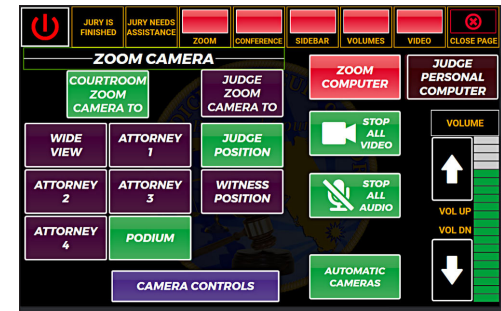 JURY IS
FINISHED
JURY NEEDS
ASSISTANCE
ZOOM
CONFERENCE
SIDEBAR
VOLUMES
VIDEO
CLOSE PAGE
ZOOM CAMERA
COURTROOM
ZOOM
CAMERA TO
JUDGE
ZOOM
CAMERA TO
ZOOM
COMPUTER
JUDGE
PERSONAL
COMPUTER
WIDE
VIEW
ATTORNEY
1
JUDGE
POSITION
STOP
ALL
VIDEO
VOLUME
ATTORNEY
2
ATTORNEY
3
WITNESS
POSITION
STOP
ALL
AUDIO
VOL UP
VOL DN
ATTORNEY
4
PODIUM
CAMERA CONTROLS
AUTOMATIC
CAMERAS